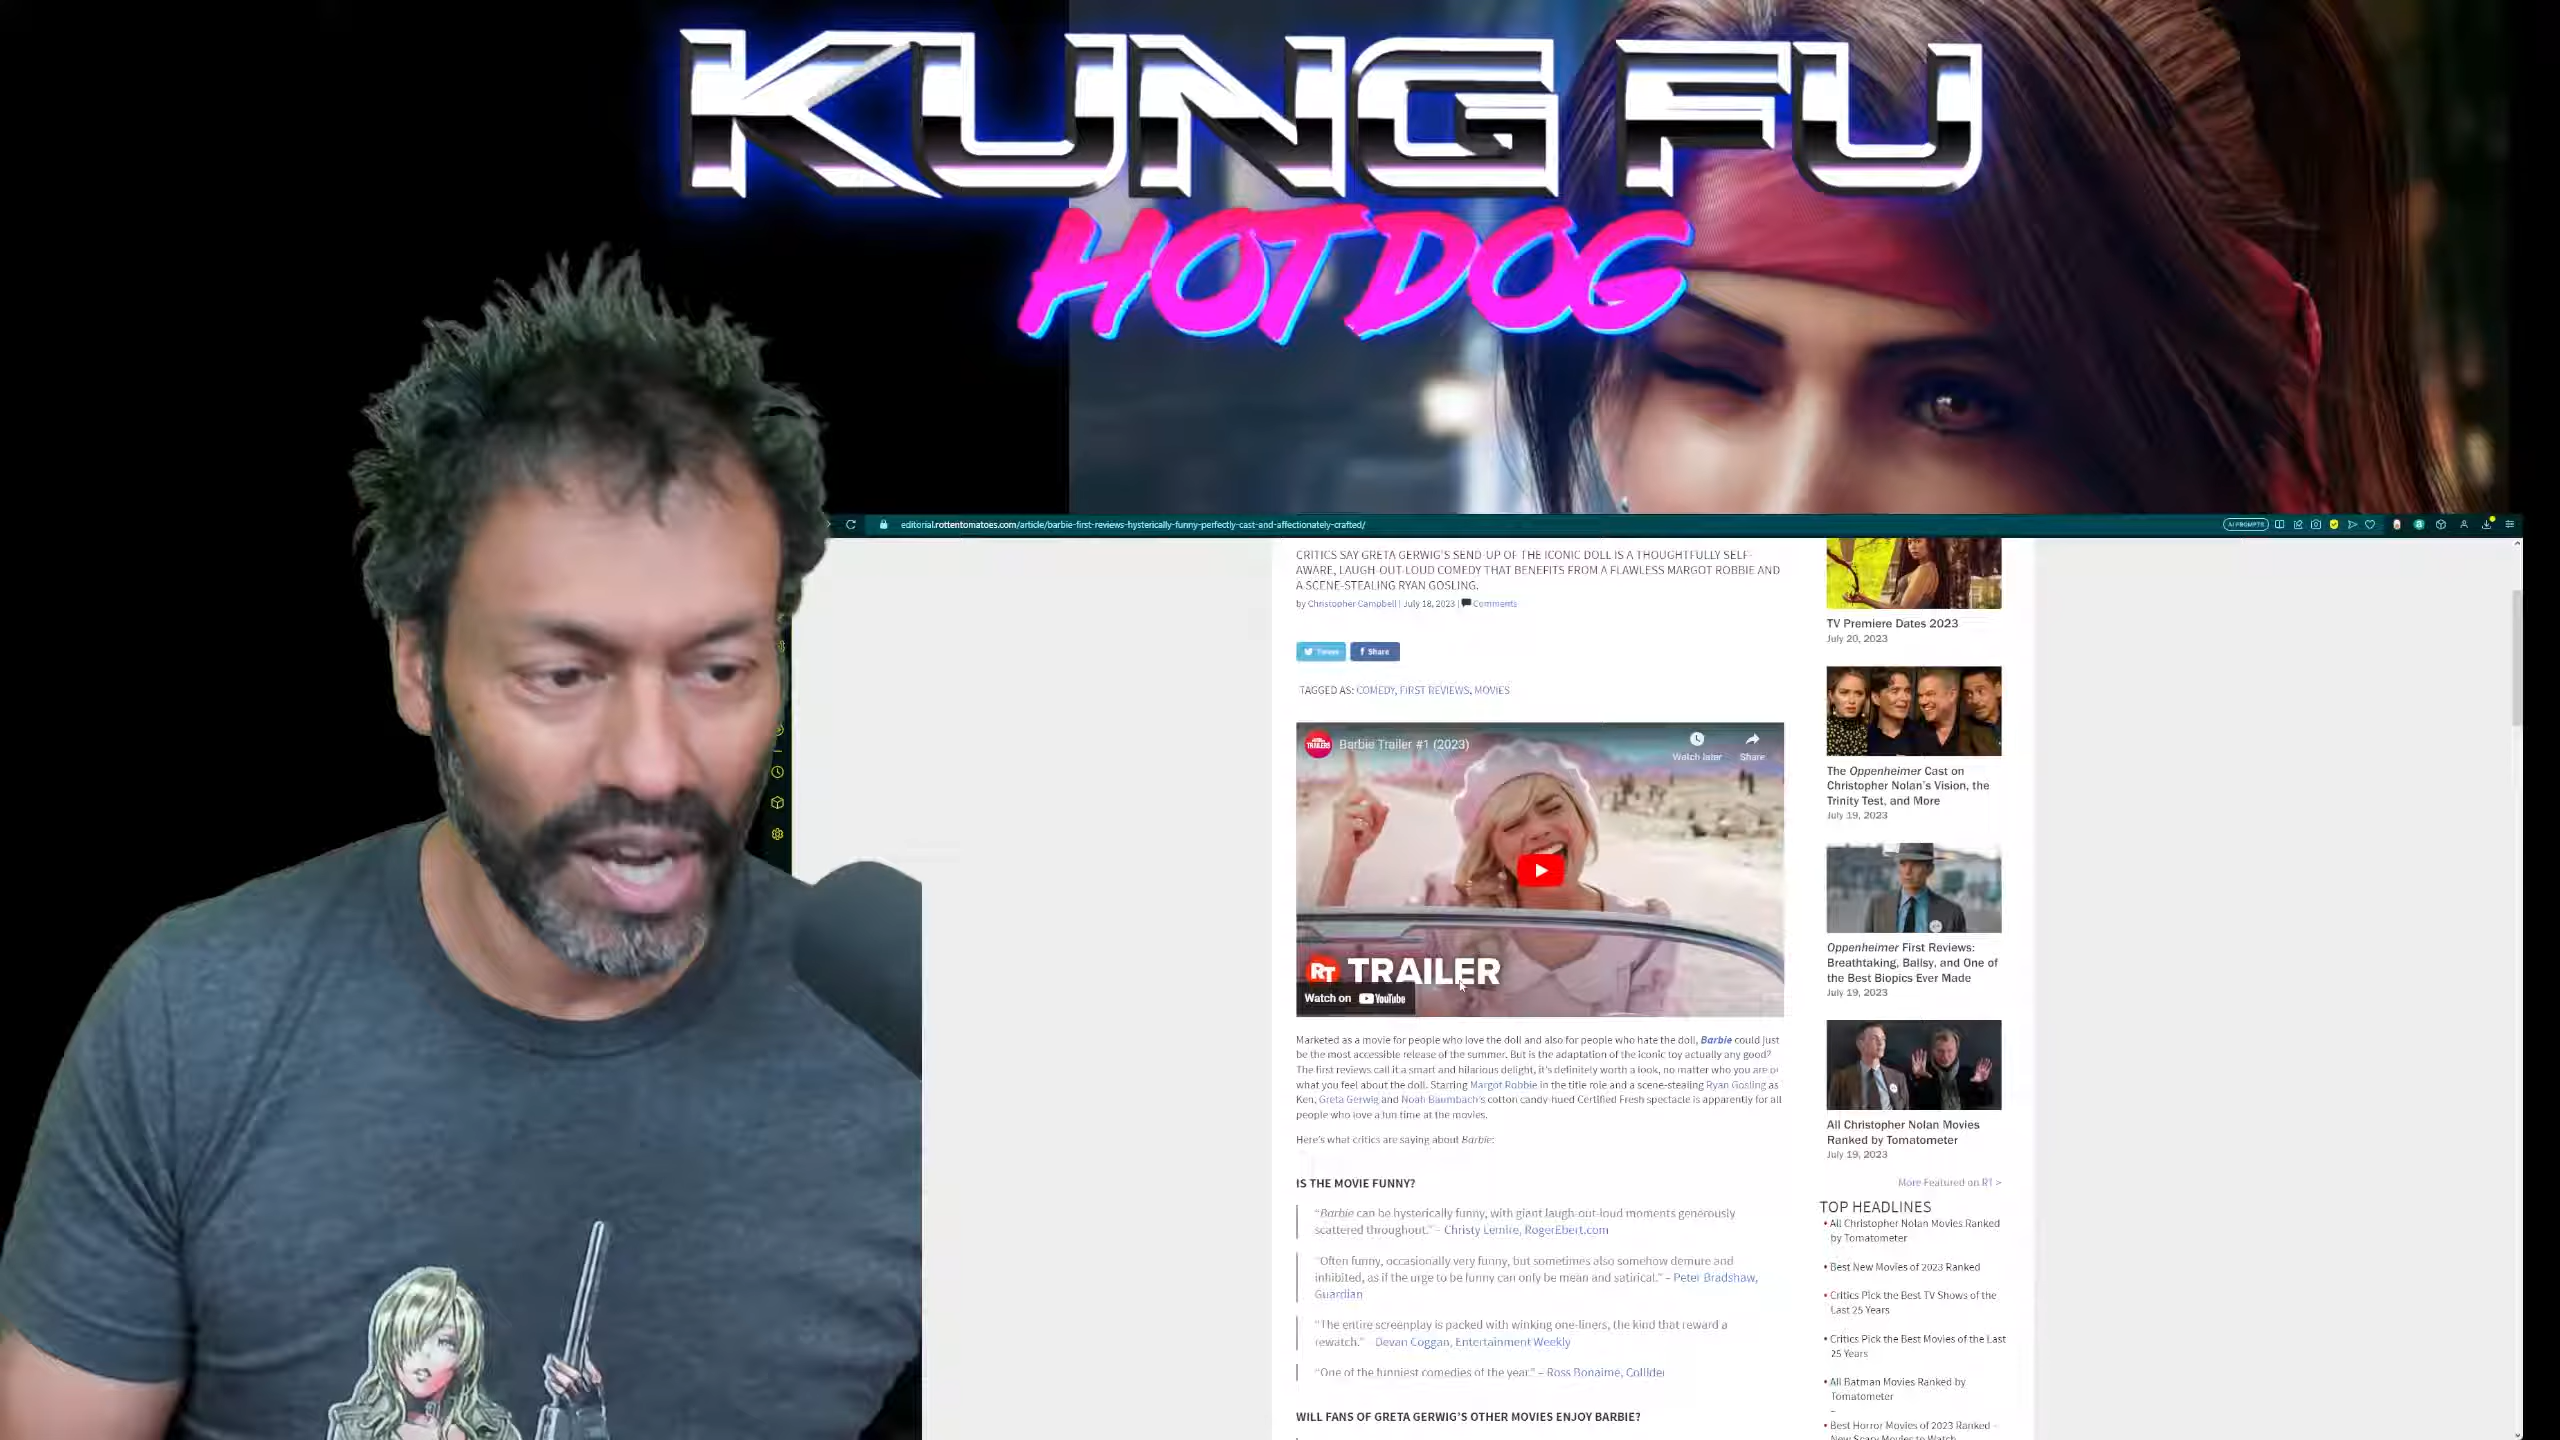 KUNG FU
HOTDOG
editorial.rottentomatoes.com/article/barbie-first-reviews-hysterically-funny-perfectly-cast-and-affectionately-crafted/
AI PROMPTS
CRITICS SAY GRETA GERWIG'S SEND-UP OF THE ICONIC DOLL IS A THOUGHTFULLY SELF-
AWARE, LAUGH-OUT-LOUD COMEDY THAT BENEFITS FROM A FLAWLESS MARGOT ROBBIE AND
A SCENE-STEALING RYAN GOSLING.
by Christopher Campbell | July 18, 2023 | Comments
Tweet
Share
TAGGED AS: COMEDY, FIRST REVIEWS, MOVIES
TRAILERS
Barbie Trailer #1 (2023)
Watch later
Share
RT TRAILER
Watch on YouTube
Marketed as a movie for people who love the doll and also for people who hate the doll, Barbie could just
be the most accessible release of the summer. But is the adaptation of the iconic toy actually any good?
The first reviews call it a smart and hilarious delight, it's definitely worth a look, no matter who you are or
what you feel about the doll. Starring Margot Robbie in the title role and a scene-stealing Ryan Gosling as
Ken, Greta Gerwig and Noah Baumbach's cotton candy-hued Certified Fresh spectacle is apparently for all
people who love a fun time at the movies.
Here's what critics are saying about Barbie:
IS THE MOVIE FUNNY?
"Barbie can be hysterically funny, with giant laugh-out-loud moments generously
scattered throughout." – Christy Lemire, RogerEbert.com
"Often funny, occasionally very funny, but sometimes also somehow demure and
inhibited, as if the urge to be funny can only be mean and satirical." – Peter Bradshaw,
Guardian
"The entire screenplay is packed with winking one-liners, the kind that reward a
rewatch." – Devan Coggan, Entertainment Weekly
"One of the funniest comedies of the year." – Ross Bonaime, Collider
WILL FANS OF GRETA GERWIG'S OTHER MOVIES ENJOY BARBIE?
TV Premiere Dates 2023
July 20, 2023
The Oppenheimer Cast on
Christopher Nolan's Vision, the
Trinity Test, and More
July 19, 2023
Oppenheimer First Reviews:
Breathtaking, Ballsy, and One of
the Best Biopics Ever Made
July 19, 2023
All Christopher Nolan Movies
Ranked by Tomatometer
July 19, 2023
More Featured on RT >
TOP HEADLINES
• All Christopher Nolan Movies Ranked
by Tomatometer
• Best New Movies of 2023 Ranked
• Critics Pick the Best TV Shows of the
Last 25 Years
• Critics Pick the Best Movies of the Last
25 Years
• All Batman Movies Ranked by
Tomatometer
–
• Best Horror Movies of 2023 Ranked –
New Scary Movies to Watch